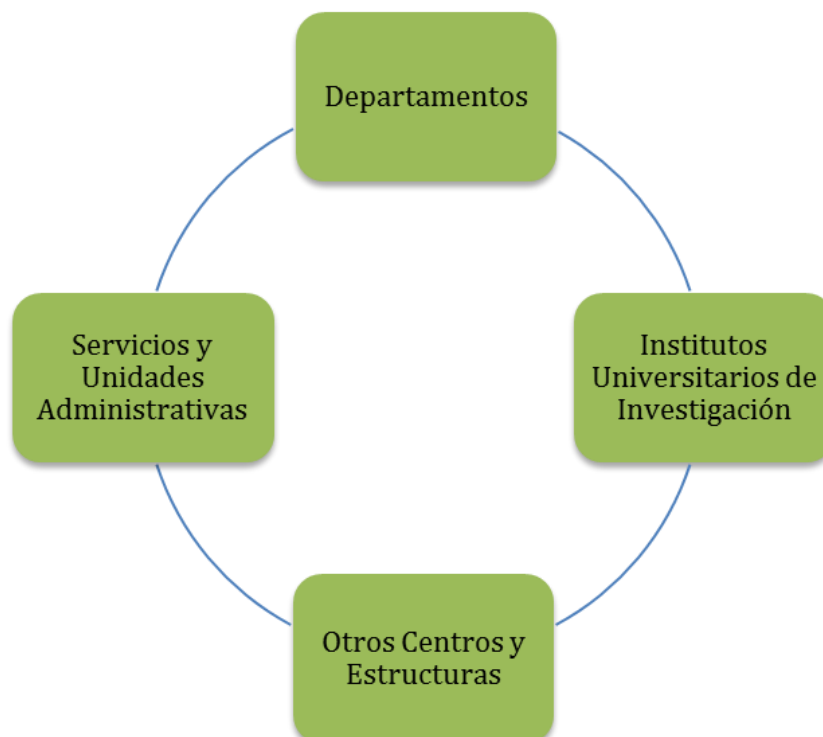 Departamentos
Servicios y
Unidades
Administrativas
Institutos
Universitarios de
Investigación
Otros Centros y
Estructuras